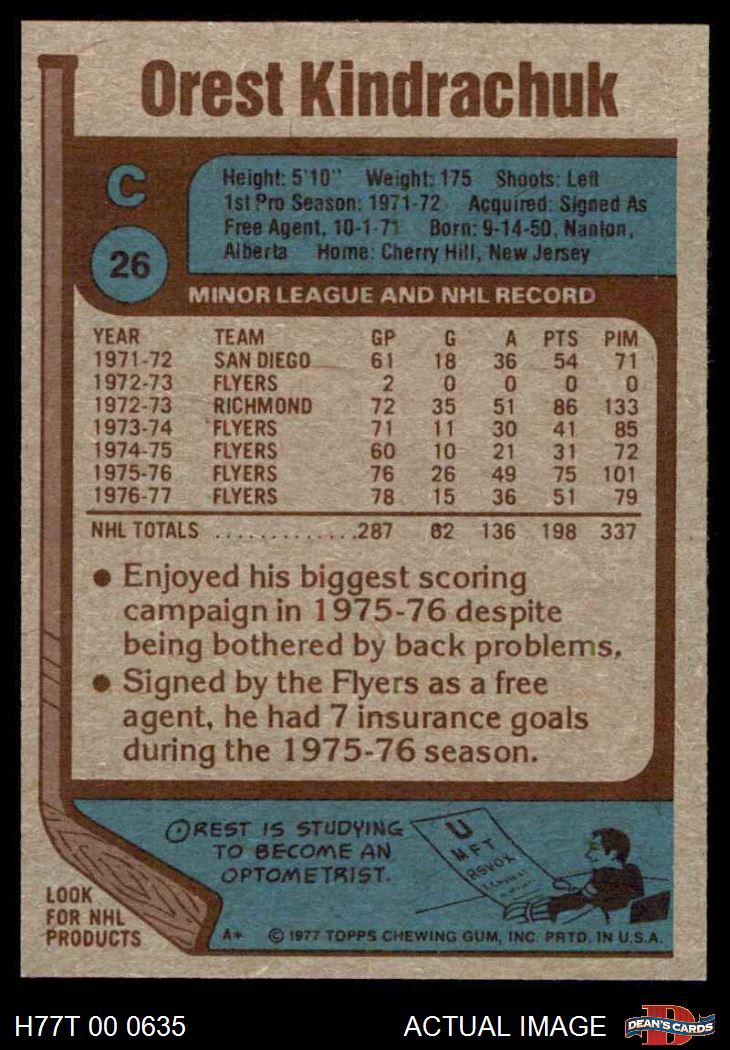 Orest Kindrachuk
C
26
Height: 5'10" Weight: 175 Shoots: Left
1st Pro Season: 1971-72 Acquired: Signed As
Free Agent, 10-1-71 Born: 9-14-50, Nanton,
Alberta Home: Cherry Hill, New Jersey
MINOR LEAGUE AND NHL RECORD
YEAR TEAM GP G A PTS PIM
1971-72 SAN DIEGO 61 18 36 54 71
1972-73 FLYERS 2 0 0 0 0
1972-73 RICHMOND 72 35 51 86 133
1973-74 FLYERS 71 11 30 41 85
1974-75 FLYERS 60 10 21 31 72
1975-76 FLYERS 76 26 49 75 101
1976-77 FLYERS 78 15 36 51 79
NHL TOTALS .............287 62 136 198 337
• Enjoyed his biggest scoring
campaign in 1975-76 despite
being bothered by back problems.
• Signed by the Flyers as a free
agent, he had 7 insurance goals
during the 1975-76 season.
OREST IS STUDYING
TO BECOME AN
OPTOMETRIST.
U
MFT
RSVOX
LOOK
FOR NHL
PRODUCTS
A* © 1977 TOPPS CHEWING GUM, INC. PRTD. IN U.S.A.
H77T 00 0635 ACTUAL IMAGE
D
DEAN'S CARDS